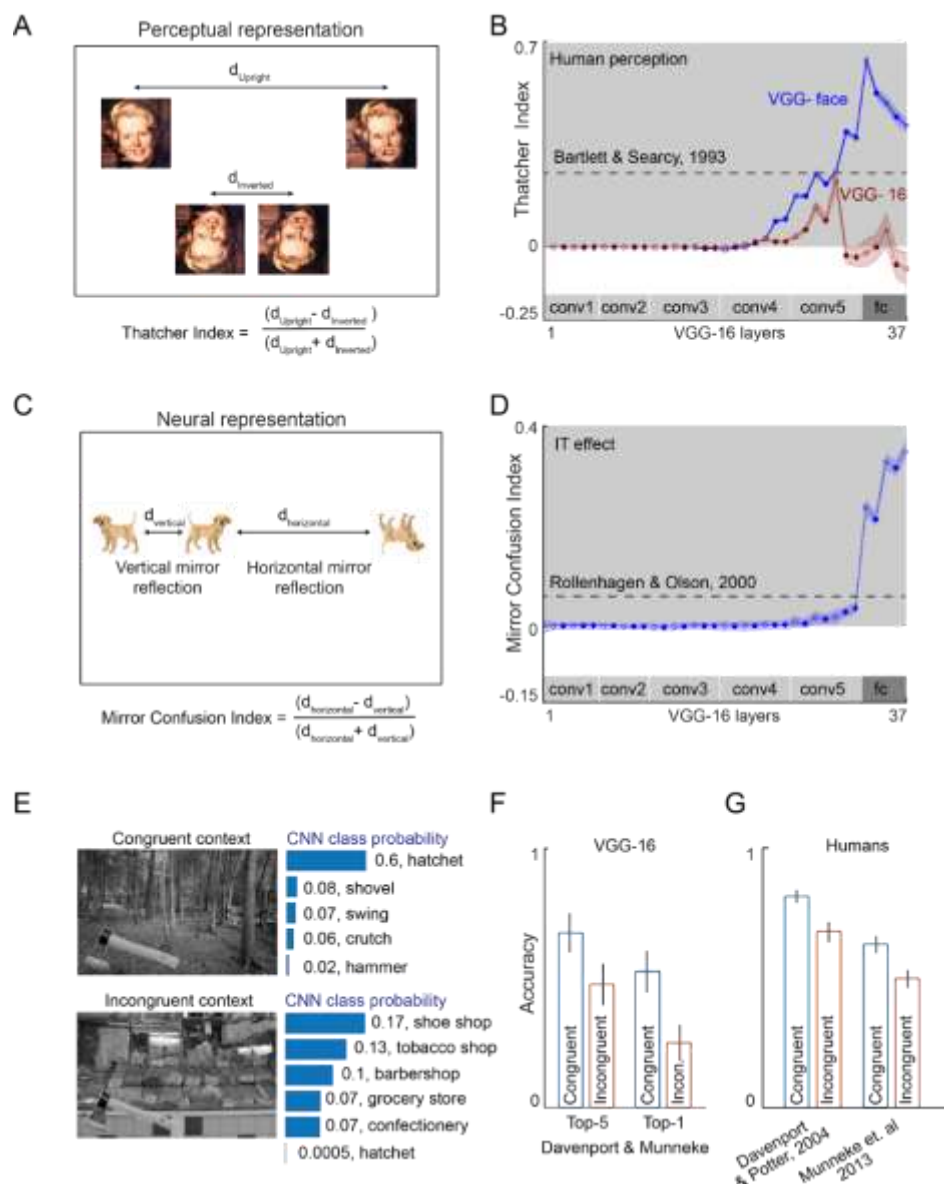 A
Perceptual representation
d_Upright
d_Inverted
Thatcher Index = (d_Upright - d_Inverted) / (d_Upright + d_Inverted)
B
0.7
Human perception
VGG- face
Bartlett & Searcy, 1993
VGG- 16
Thatcher Index
0
-0.25
conv1 conv2 conv3 conv4 conv5 fc
1 VGG-16 layers 37
C
Neural representation
d_vertical
d_horizontal
Vertical mirror reflection
Horizontal mirror reflection
Mirror Confusion Index = (d_horizontal - d_vertical) / (d_horizontal + d_vertical)
D
0.4
IT effect
Rollenhagen & Olson, 2000
Mirror Confusion Index
0
-0.15
conv1 conv2 conv3 conv4 conv5 fc
1 VGG-16 layers 37
E
Congruent context
CNN class probability
0.6, hatchet
0.08, shovel
0.07, swing
0.06, crutch
0.02, hammer
Incongruent context
CNN class probability
0.17, shoe shop
0.13, tobacco shop
0.1, barbershop
0.07, grocery store
0.07, confectionery
0.0005, hatchet
F
VGG-16
1
Accuracy
0
Congruent
Incongruent
Congruent
Incon.
Top-5 Top-1
Davenport & Munneke
G
Humans
1
0
Congruent
Incongruent
Congruent
Incongruent
Davenport
& Potter, 2004
Munneke et. al
2013